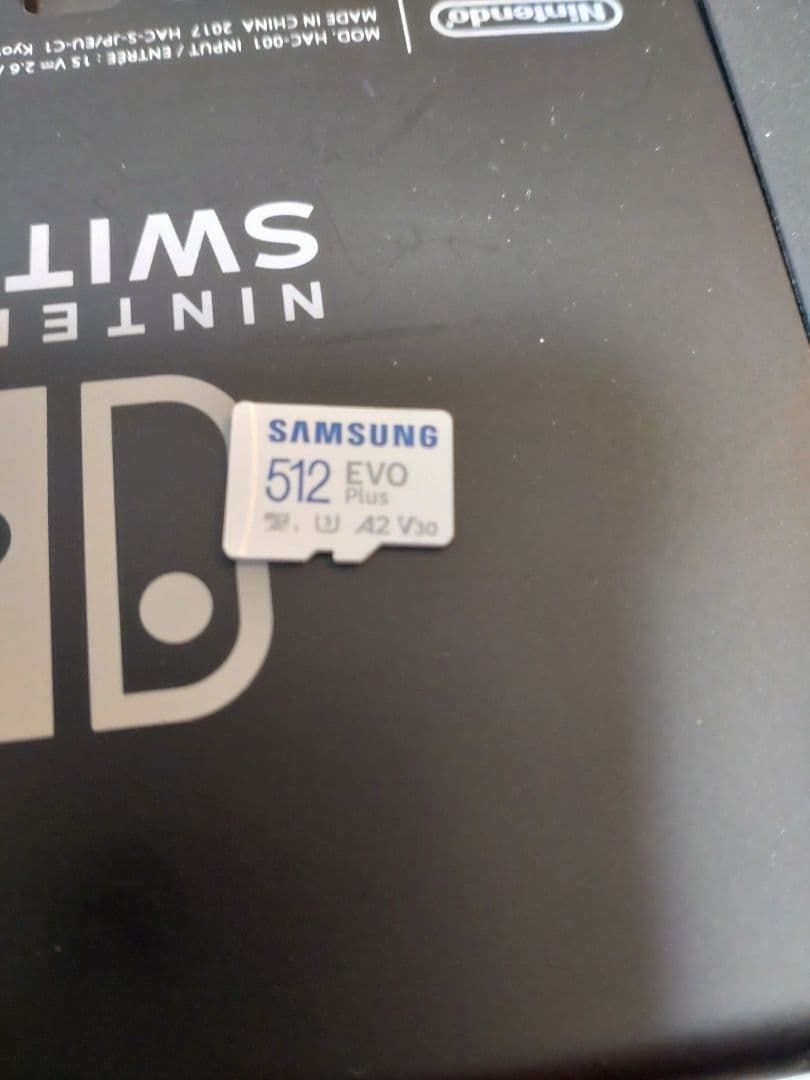 Nintendo
MOD. HAC-001 INPUT / ENTRÉE : 15 V⎓ 2.6
MADE IN CHINA 2017 HAC-S-JP/EU-C1
SWIT
NINTE
SAMSUNG
512 EVO
Plus
U3 A2 V30